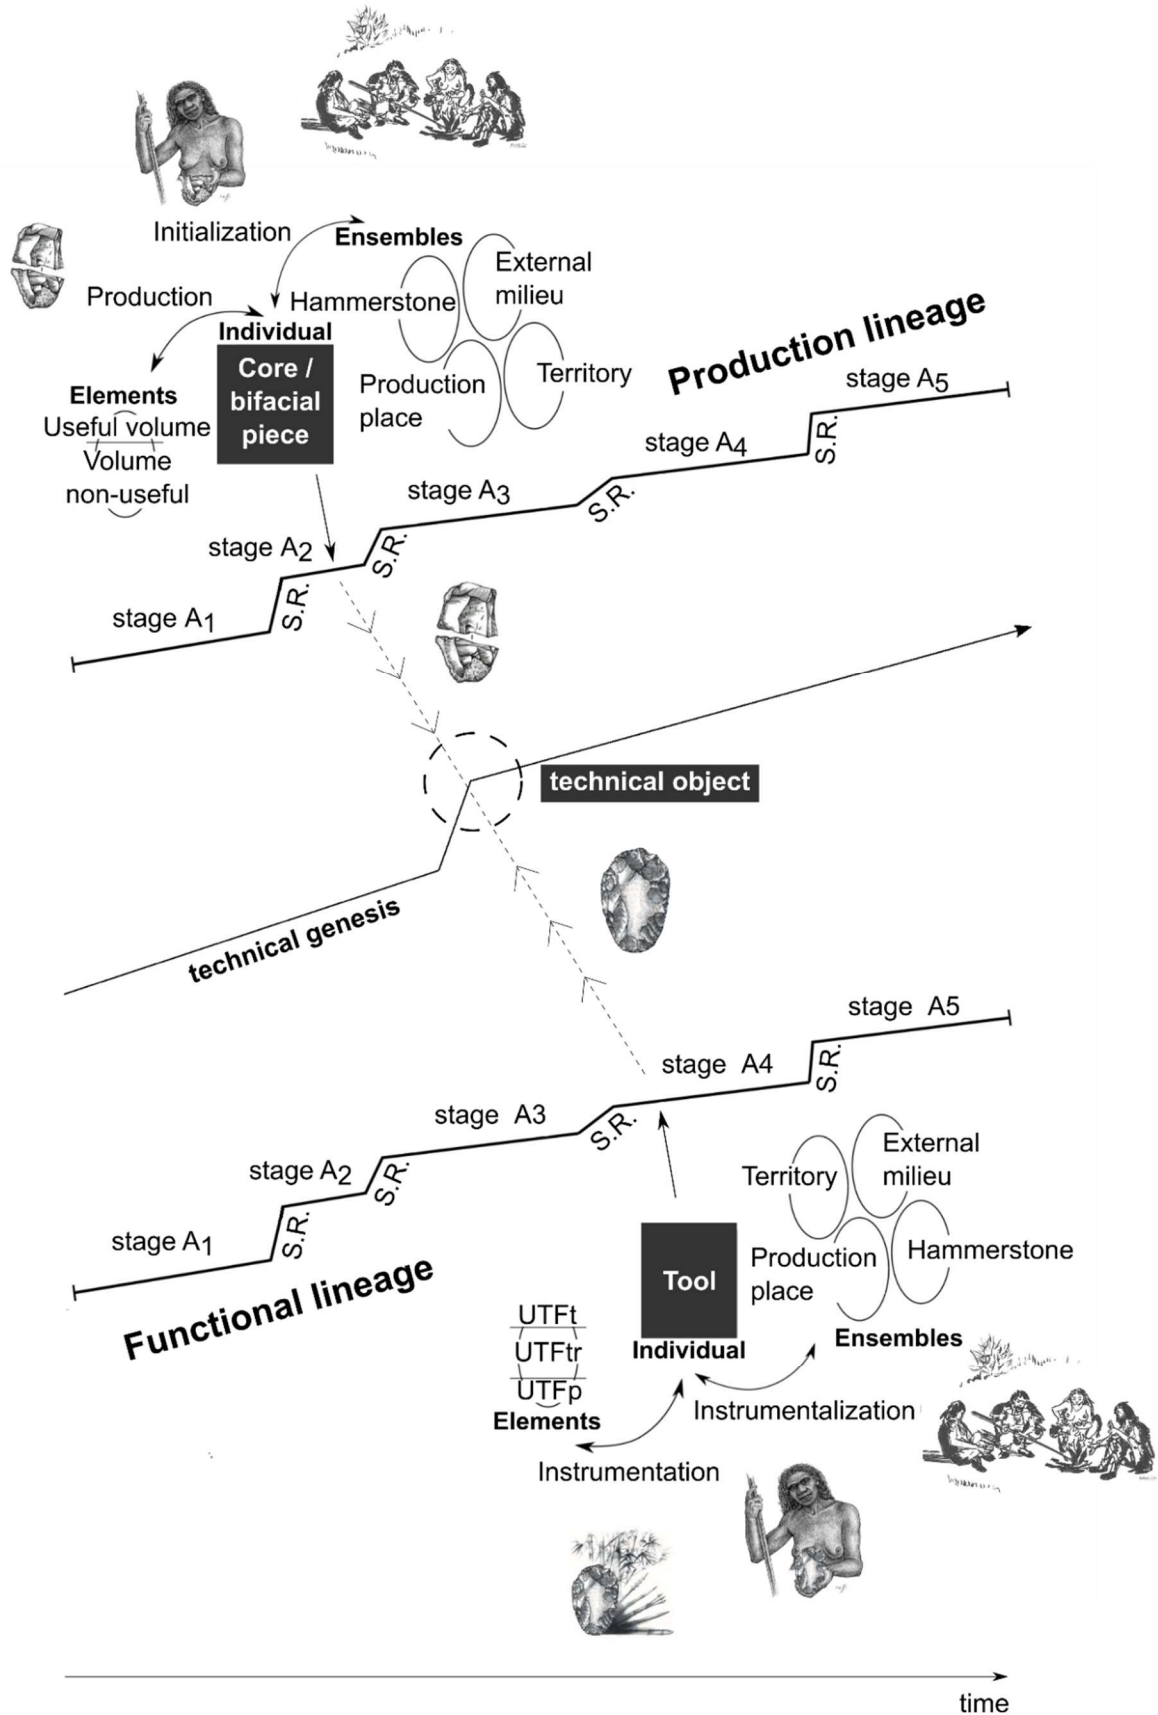 Initialization
Ensembles
External
milieu
Production
Hammerstone
Individual
Production lineage
Core /
bifacial
piece
Territory
Production
place
stage A5
Elements
Useful volume
Volume
non-useful
stage A4
S.R.
stage A3
S.R.
stage A2
S.R.
stage A1
S.R.
technical object
technical genesis
stage A5
stage A4
S.R.
stage A3
S.R.
stage A2
S.R.
stage A1
S.R.
External
milieu
Territory
Functional lineage
Tool
Production
place
Hammerstone
UTFt
UTFtr
UTFp
Individual
Ensembles
Elements
Instrumentalization
Instrumentation
time